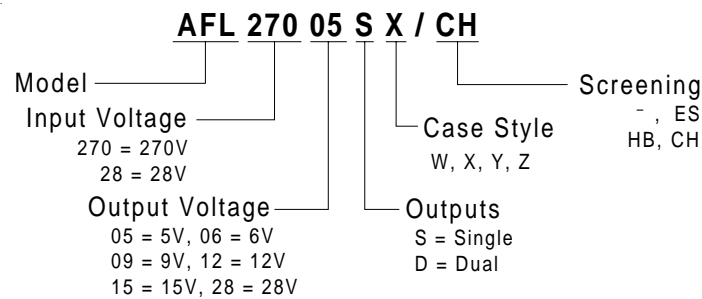 AFL 270 05 S X / CH
Model
Input Voltage
270 = 270V
28 = 28V
Output Voltage
05 = 5V, 06 = 6V
09 = 9V, 12 = 12V
15 = 15V, 28 = 28V
Outputs
S = Single
D = Dual
Case Style
W, X, Y, Z
Screening
– , ES
HB, CH